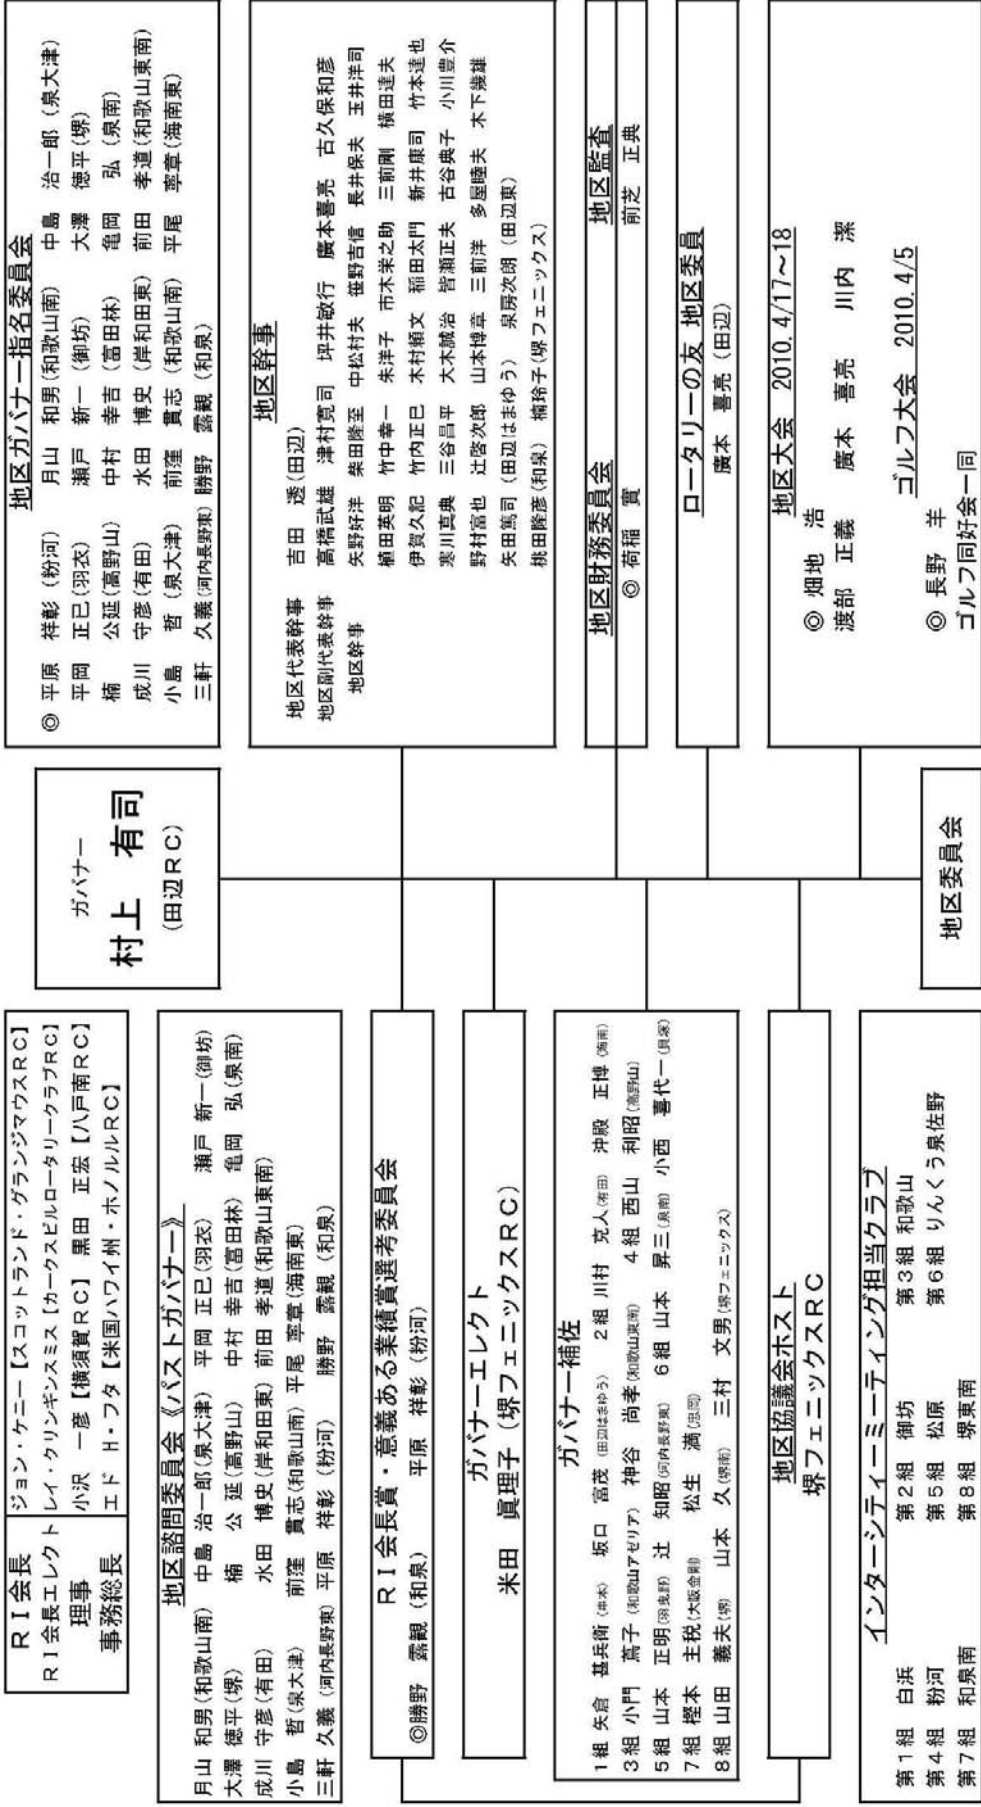 ＲＩ会長 ジョン・ケニー【スコットランド・グランジマウスＲＣ】
ＲＩ会長エレクト レイ・クリンギンスミス【カークスビルロータリークラブＲＣ】
理事 小沢 一彦【横須賀ＲＣ】 黒田 正宏【八戸南ＲＣ】
事務総長 エド Ｈ・フタ【米国ハワイ州・ホノルルＲＣ】
ガバナー
村上 有司
(田辺ＲＣ)
地区ガバナー指名委員会
◎ 平原 祥彰（粉河） 月山 和男(和歌山南) 中島 治一郎（泉大津）
平岡 正巳(羽衣) 瀬戸 新一（御坊） 大澤 徳平(堺)
楠 公延(高野山) 中村 幸吉（富田林） 亀岡 弘（泉南）
成川 守彦(有田) 水田 博史（岸和田東） 前田 孝道(和歌山東南)
小島 哲（泉大津） 前窪 貫志（和歌山南） 平尾 寧章(海南東)
三軒 久義(河内長野東) 勝野 露観（和泉）
地区諮問委員会《パストガバナー》
月山 和男(和歌山南) 中島 治一郎(泉大津) 平岡 正巳(羽衣) 瀬戸 新一(御坊)
大澤 徳平(堺) 楠 公 延(高野山) 中村 幸吉(富田林) 亀岡 弘(泉南)
成川 守彦(有田) 水田 博史(岸和田東) 前田 孝道(和歌山東南)
小島 哲(泉大津) 前窪 貫志(和歌山南) 平尾 寧章(海南東)
三軒 久義（河内長野東） 平原 祥彰（粉河） 勝野 露観（和泉）
地区幹事
地区代表幹事 吉田 透(田辺)
地区副代表幹事 高橋武雄 津村寛司 坪井敏行 廣本喜亮 古久保和彦
地区幹事 矢野好洋 柴田隆至 中松村夫 笹野吉信 長井保夫 玉井洋司
植田英明 竹中幸一 朱洋子 市木栄之助 三前剛 横田達夫
伊賀久記 竹内正巳 木村頼文 稲田太門 新井康司 竹本達也
寒川真典 三谷昌平 大木誠治 皆瀬正夫 古谷典子 小川豊介
野村富也 辻啓次郎 山本博章 三前洋 多屋睦夫 木下幾雄
矢田篤司（田辺はまゆう） 泉房次朗（田辺東）
桃田隆彦(和泉) 楠玲子(堺フェニックス)
ＲＩ会長賞・意義ある業績賞選考委員会
◎勝野 露観（和泉） 平原 祥彰（粉河）
ガバナーエレクト
米田 眞理子（堺フェニックスＲＣ）
地区財務委員会 地区監査
◎ 荷稲 實 前芝 正典
ガバナー補佐
１組 矢倉 甚兵衛（串本） 坂口 富茂（田辺はまゆう） ２組 川村 克人（有田） 沖殿 正博（海南）
３組 小門 蔦子（和歌山アゼリア） 神谷 尚孝（和歌山東南） ４組 西山 利昭（高野山）
５組 山本 正明（羽曳野） 辻 知昭（河内長野東） ６組 山本 昇三（泉南） 小西 喜代一（貝塚）
７組 樫本 主税（大阪金剛） 松生 満（忠岡）
８組 山田 義夫（堺） 山本 久（堺南） 三村 文男（堺フェニックス）
ロータリーの友 地区委員
廣本 喜亮（田辺）
地区協議会ホスト
堺フェニックスＲＣ
地区大会 2010.4/17～18
◎ 畑地 浩
渡部 正義 廣本 喜亮 川内 潔
ゴルフ大会 2010.4/5
◎ 長野 羊
ゴルフ同好会一同
インターシティーミーティング担当クラブ
第１組 白浜 第２組 御坊 第３組 和歌山
第４組 粉河 第５組 松原 第６組 りんくう泉佐野
第７組 和泉南 第８組 堺東南
地区委員会